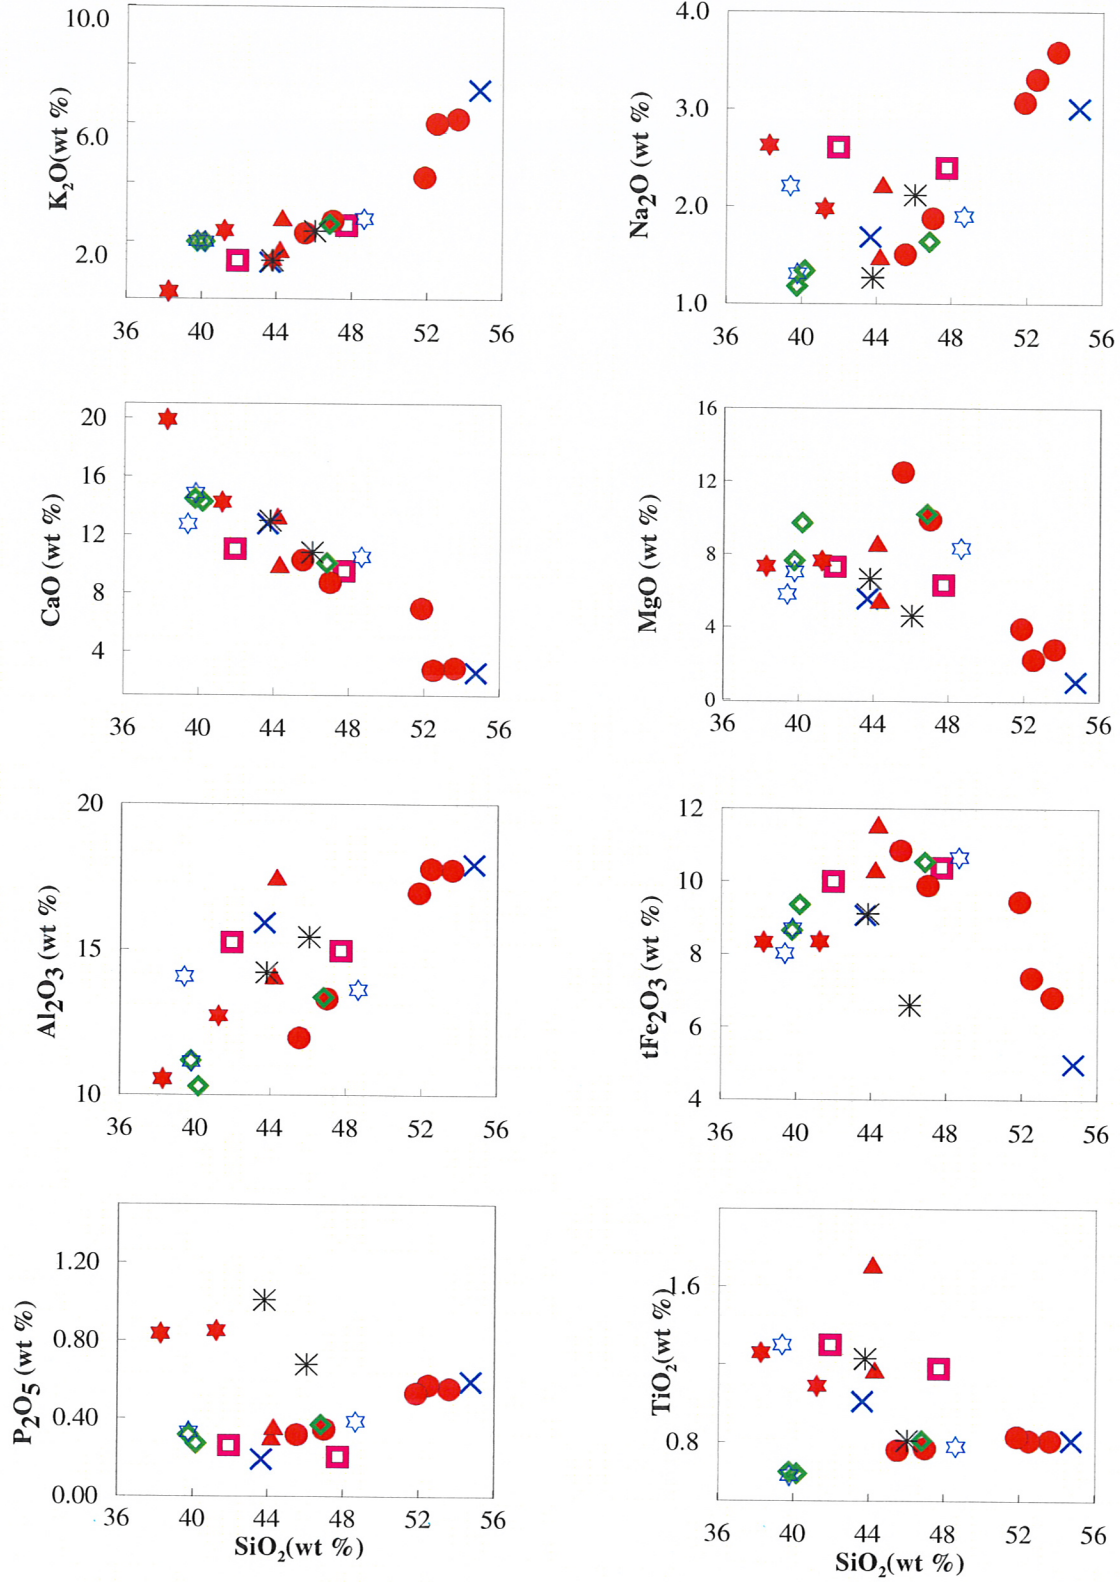 10.0
6.0
2.0
K2O(wt %)
36 40 44 48 52 56
4.0
3.0
2.0
1.0
Na2O (wt %)
36 40 44 48 52 56
20
16
12
8
4
CaO (wt %)
36 40 44 48 52 56
16
12
8
4
0
MgO (wt %)
36 40 44 48 52 56
20
15
10
Al2O3 (wt %)
36 40 44 48 52 56
12
10
8
6
4
tFe2O3 (wt %)
36 40 44 48 52 56
1.20
0.80
0.40
0.00
P2O5 (wt %)
36 40 44 48 52 56
SiO2(wt %)
1.6
0.8
TiO2(wt %)
36 40 44 48 52 56
SiO2(wt %)